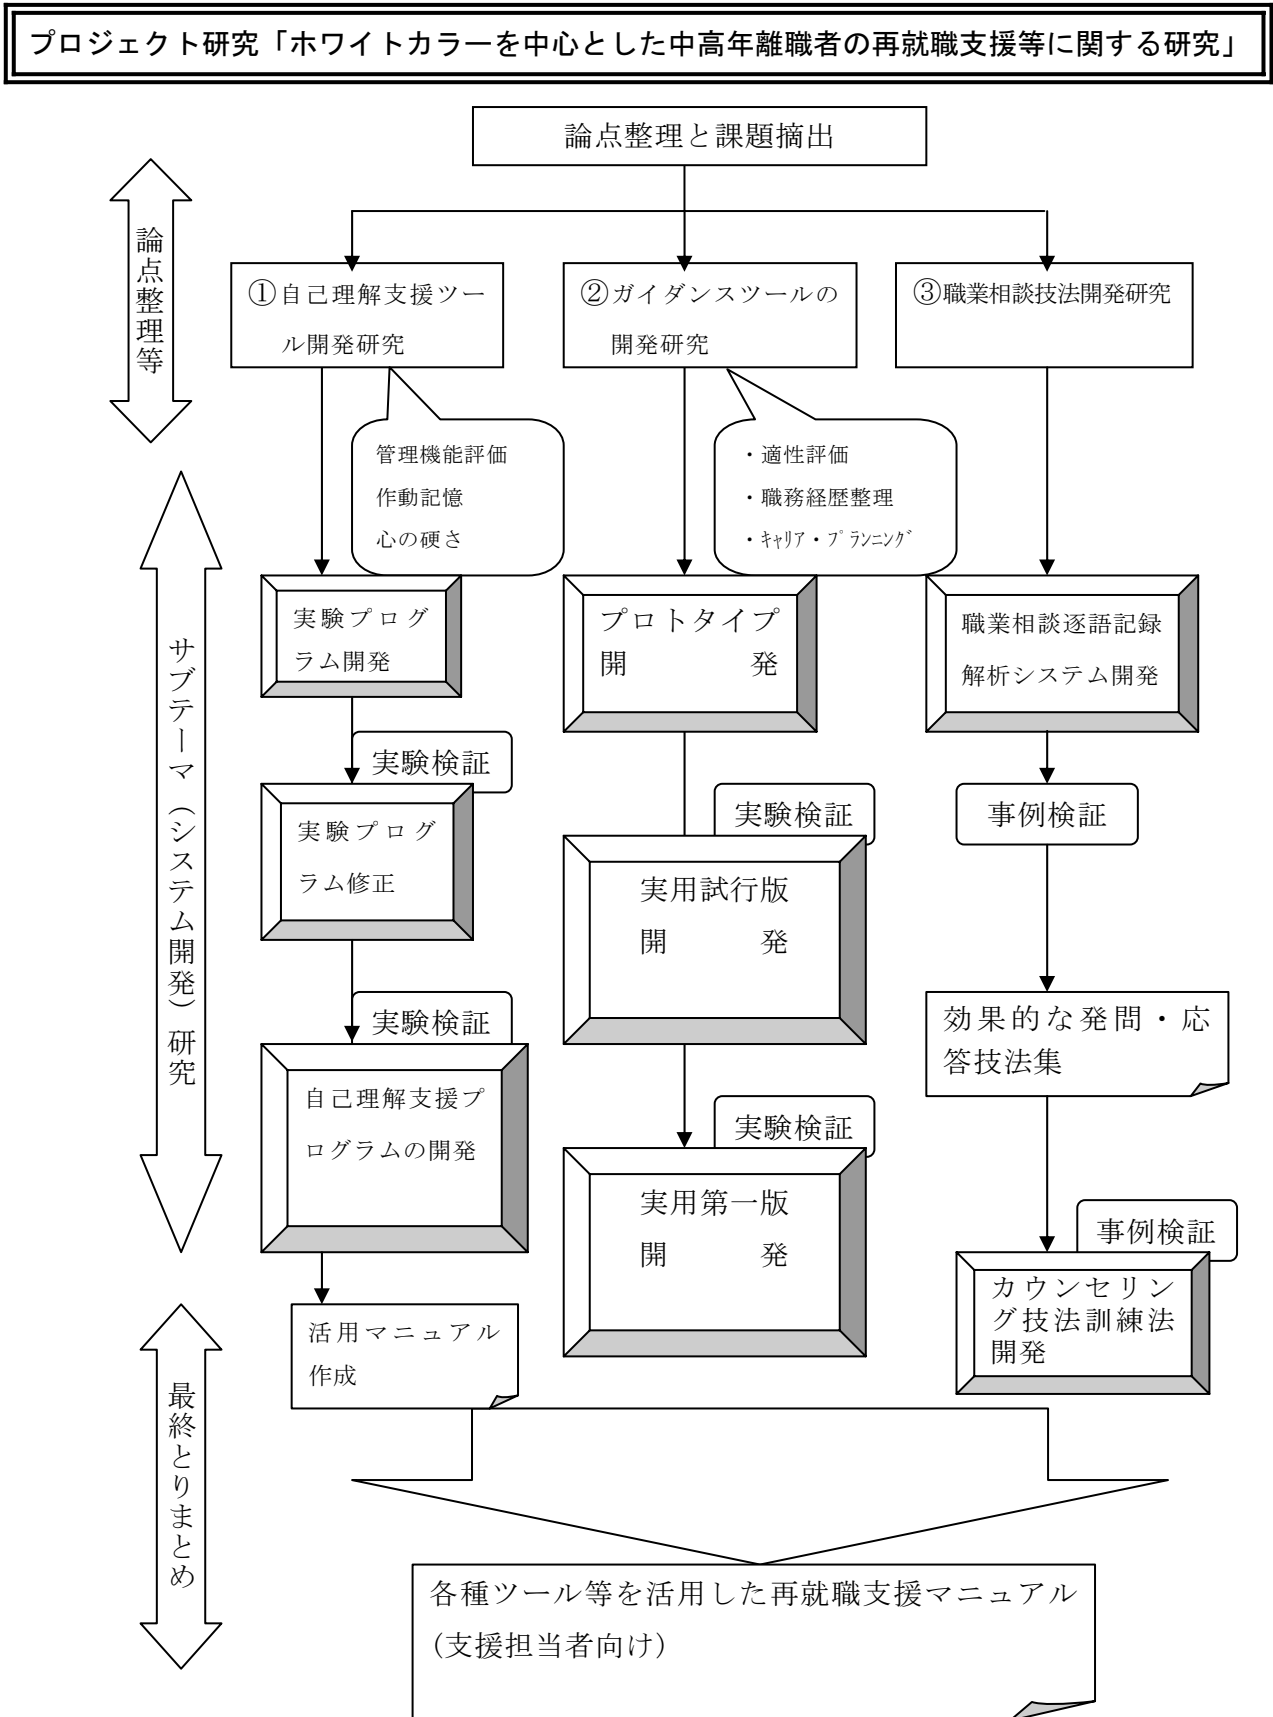 プロジェクト研究「ホワイトカラーを中心とした中高年離職者の再就職支援等に関する研究」
論点整理と課題摘出
論点整理等
①自己理解支援ツー
ル開発研究
②ガイダンスツールの
開発研究
③職業相談技法開発研究
管理機能評価
作動記憶
心の硬さ
・適性評価
・職務経歴整理
・ｷｬﾘｱ・ﾌﾟﾗﾝﾆﾝｸﾞ
サブテーマ（システム開発）研究
実験プログ
ラム開発
プロトタイプ
開　発
職業相談逐語記録
解析システム開発
実験検証
実験プログ
ラム修正
実験検証
実用試行版
開　発
事例検証
実験検証
自己理解支援プ
ログラムの開発
効果的な発問・応
答技法集
実験検証
実用第一版
開　発
事例検証
カウンセリン
グ技法訓練法
開発
最終とりまとめ
活用マニュアル
作成
各種ツール等を活用した再就職支援マニュアル
(支援担当者向け)